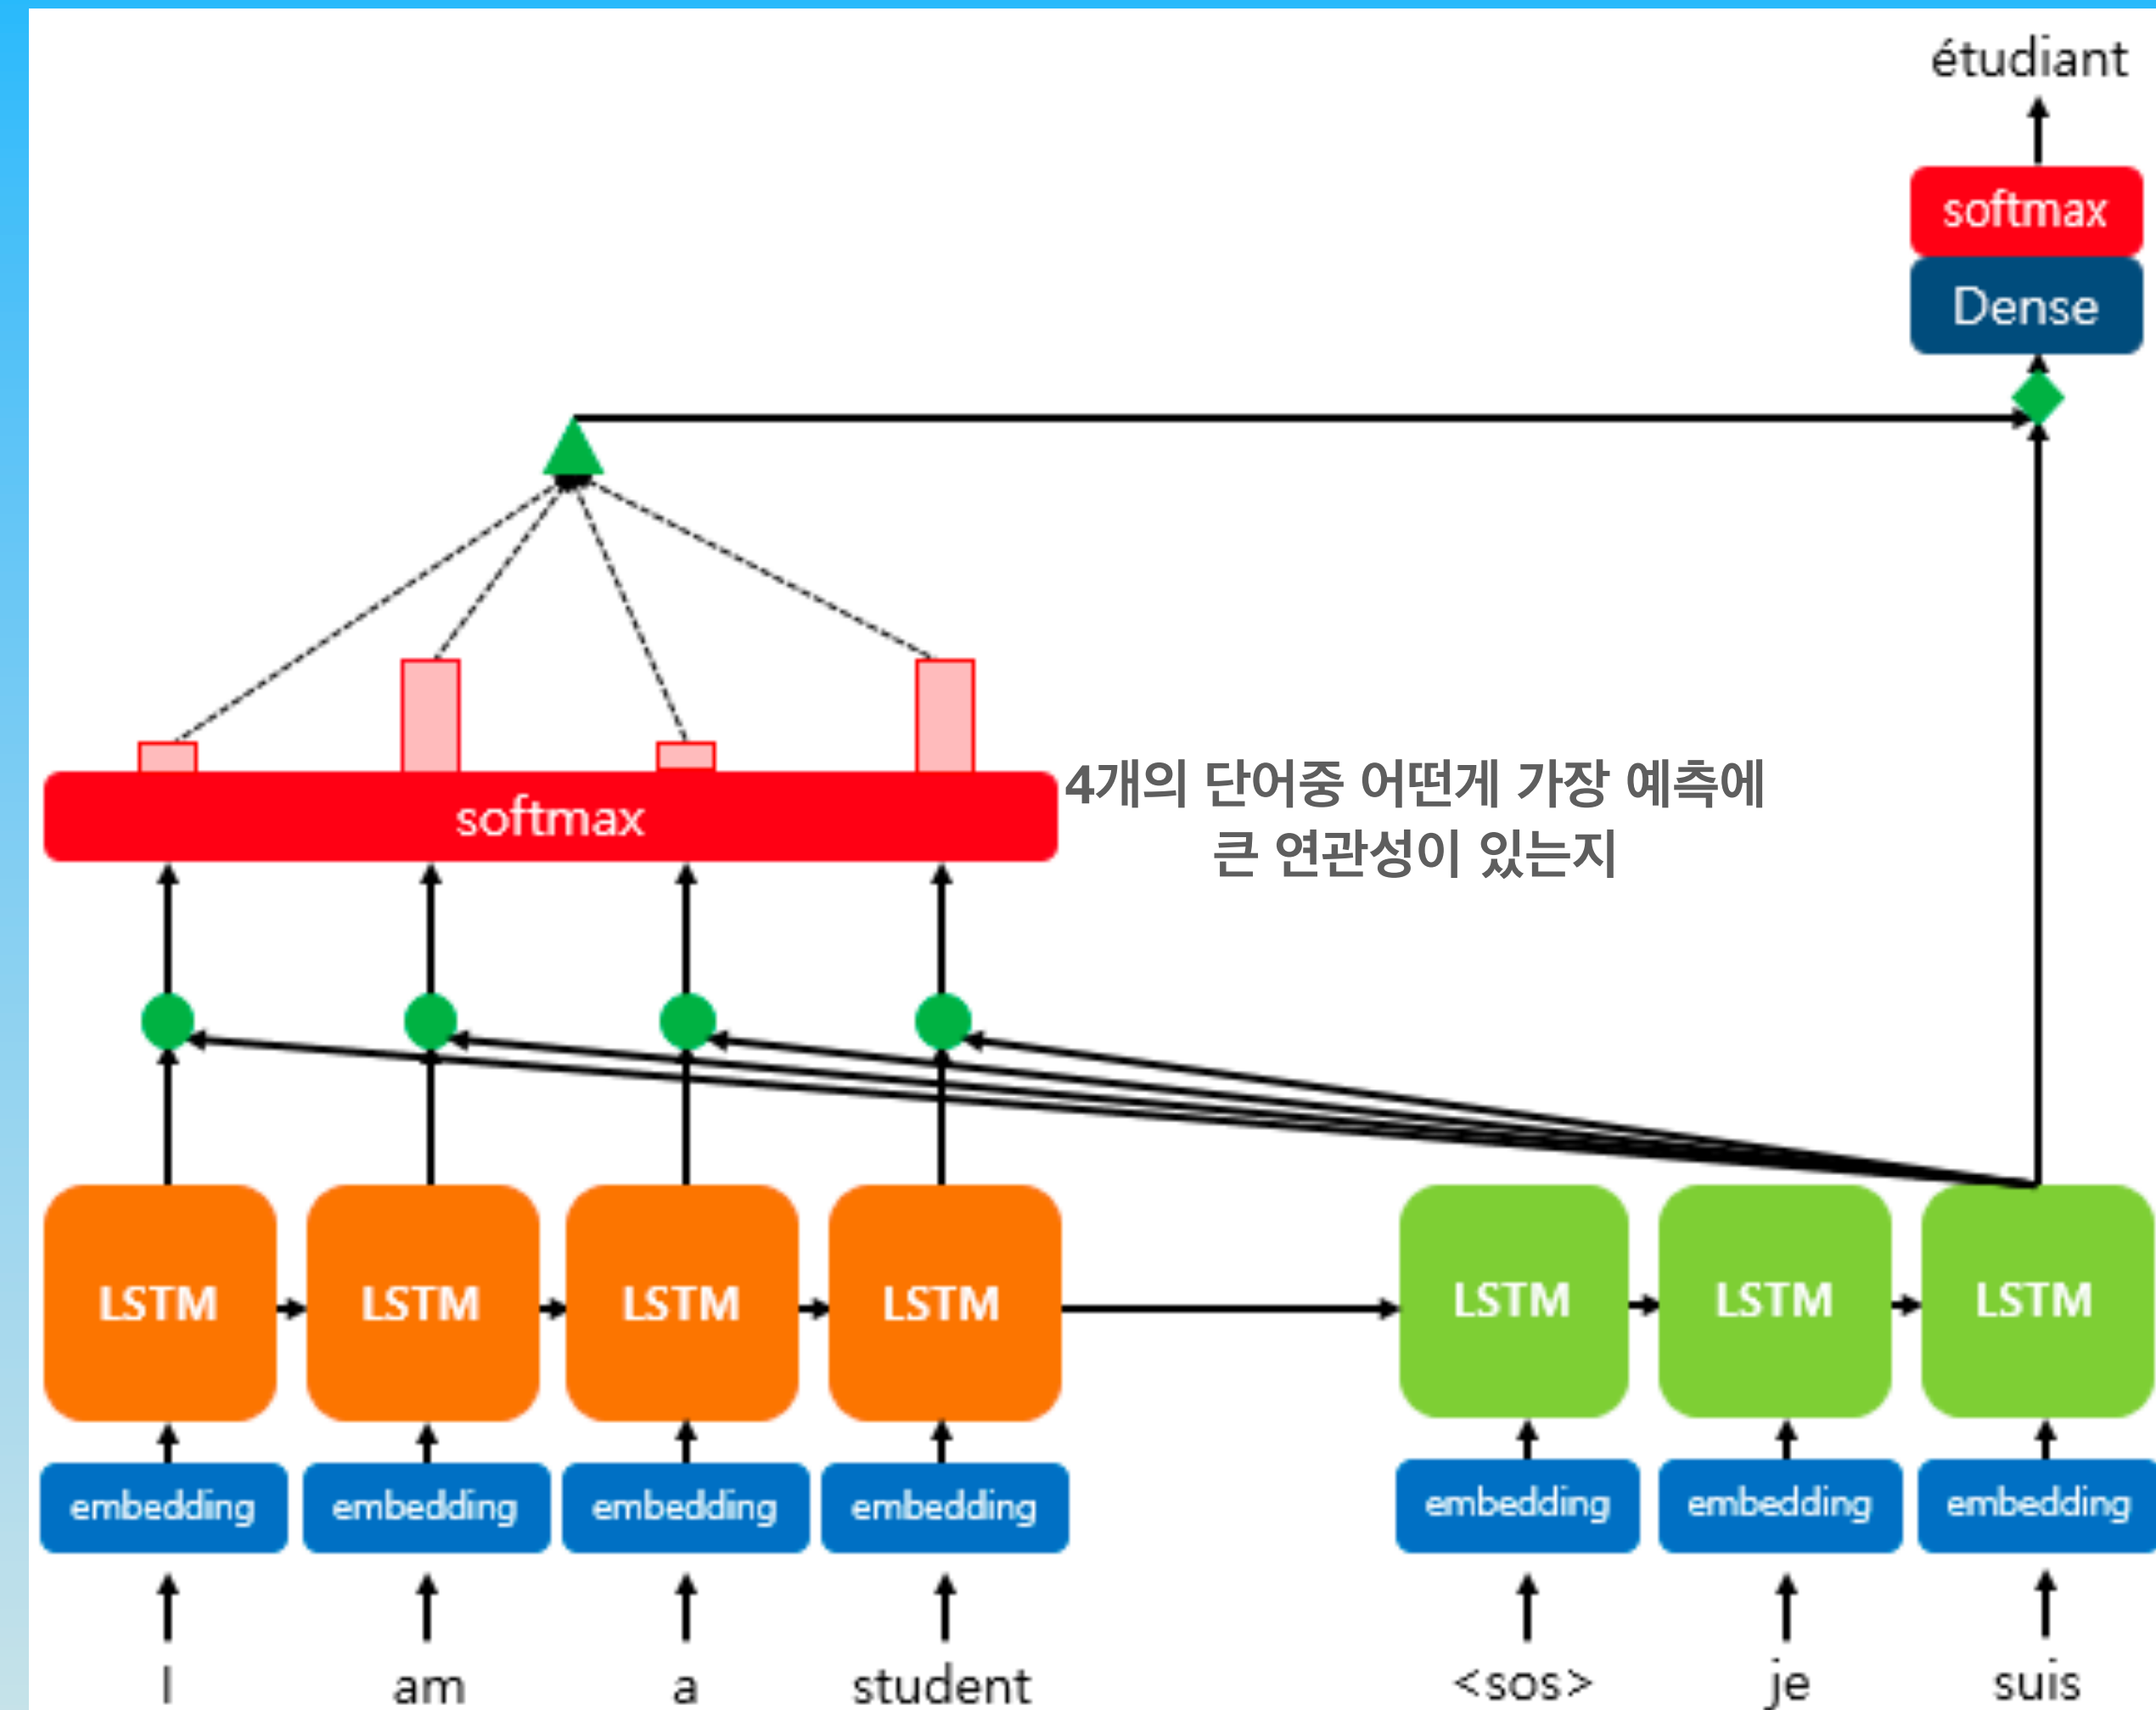 étudiant
softmax
Dense
softmax
4개의 단어중 어떤게 가장 예측에
큰 연관성이 있는지
LSTM LSTM LSTM LSTM LSTM LSTM LSTM
embedding embedding embedding embedding embedding embedding embedding
I am a student <sos> je suis